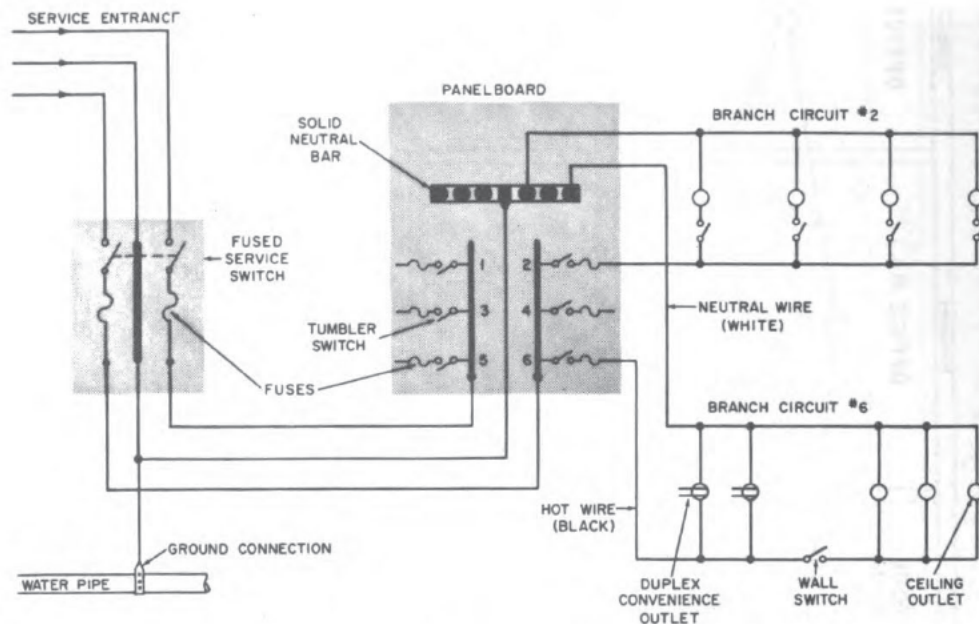 SERVICE ENTRANCE
PANELBOARD
SOLID
NEUTRAL
BAR
BRANCH CIRCUIT #2
FUSED
SERVICE
SWITCH
1 2
3 4
TUMBLER
SWITCH
5 6
FUSES
NEUTRAL WIRE
(WHITE)
BRANCH CIRCUIT #6
HOT WIRE
(BLACK)
GROUND CONNECTION
WATER PIPE
DUPLEX
CONVENIENCE
OUTLET
WALL
SWITCH
CEILING
OUTLET